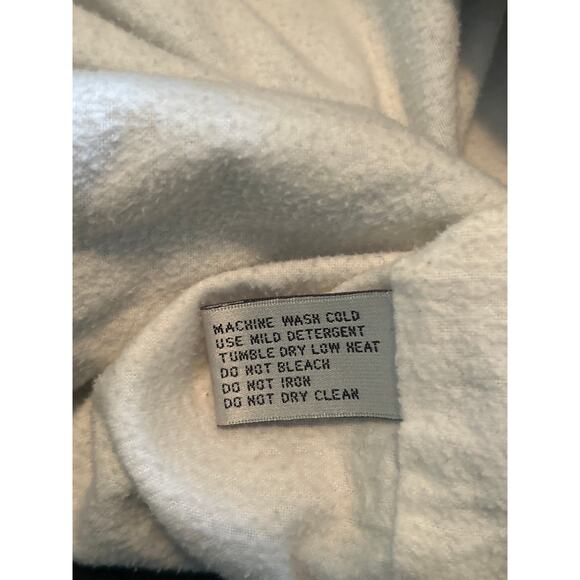 MACHINE WASH COLD
USE MILD DETERGENT
TUMBLE DRY LOW HEAT
DO NOT BLEACH
DO NOT IRON
DO NOT DRY CLEAN